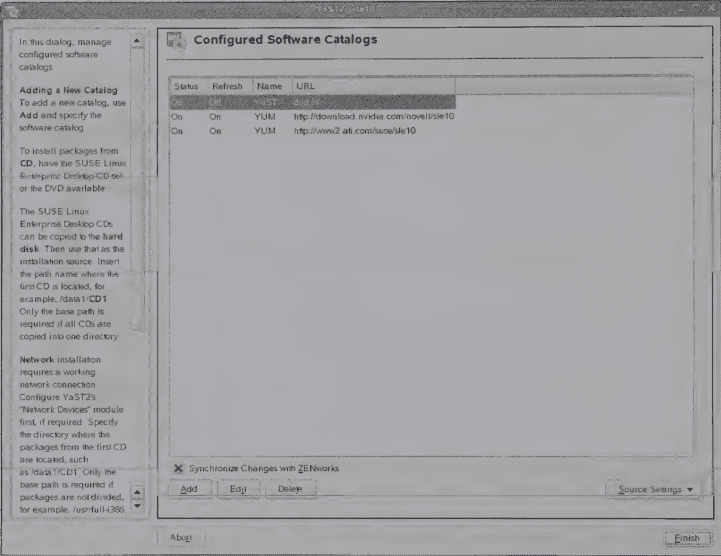 YaST2@sle10
In this dialog, manage
configured software
catalogs
Adding a New Catalog
To add a new catalog, use
Add and specify the
software catalog
To install packages from
CD, have the SUSE Linux
Enterprise Desktop CD set
or the DVD available
The SUSE Linux
Enterprise Desktop CDs
can be copied to the hard
disk. Then use that as the
installation source. Insert
the path name where the
first CD is located, for
example, /data1/CD1
Only the base path is
required if all CDs are
copied into one directory
Network installation
requires a working
network connection
Configure YaST2's
"Network Devices" module
first, if required. Specify
the directory where the
packages from the first CD
are located, such
as /data1/CD1. Only the
base path is required if
packages are not divided,
for example, /usr/full-i386.
Configured Software Catalogs
Status Refresh Name URL
On Off YaST dvd:///
On On YUM http://download.nvidia.com/novell/sle10
On On YUM http://www2.ati.com/suse/sle10
Synchronize Changes with ZENworks
Add Edit Delete Source Settings
Abort Finish